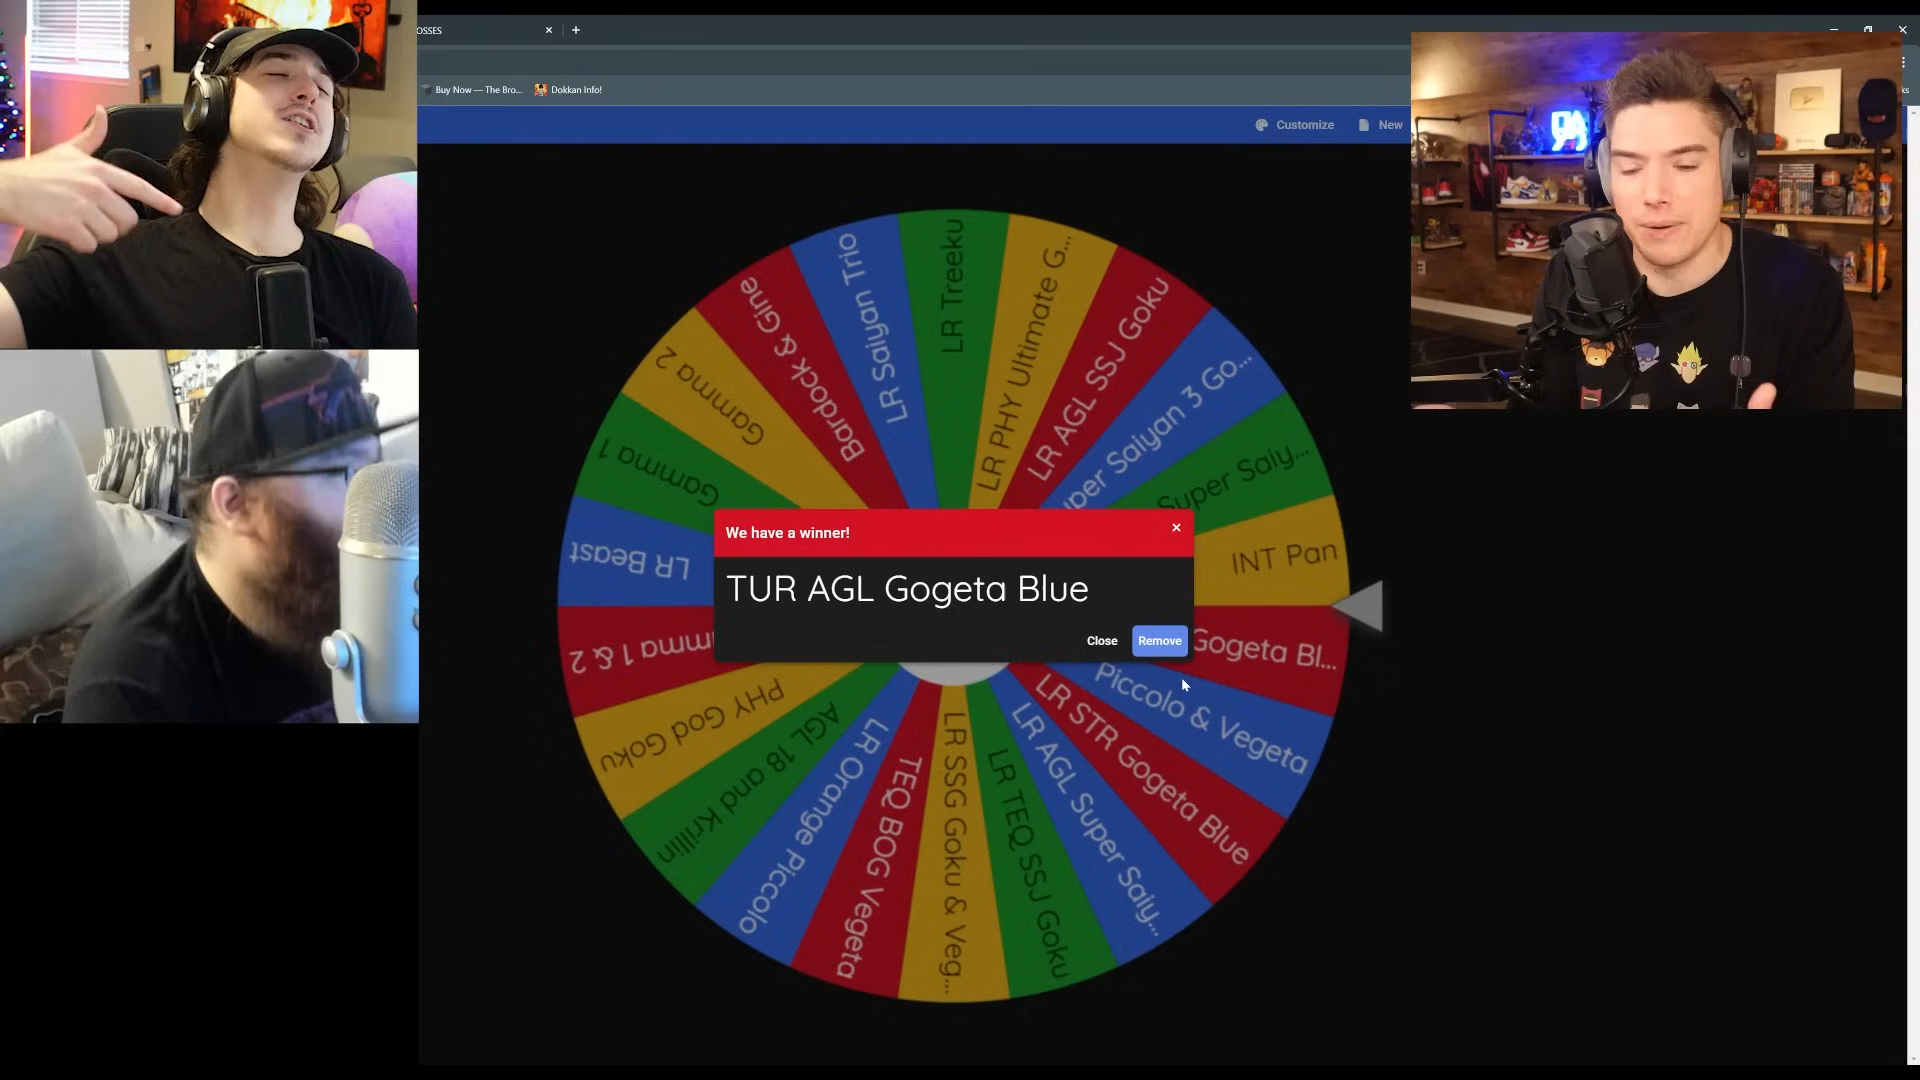 OSSES
Buy Now — The Bro...
Dokkan Info!
Customize
New
LR Treeku
LR PHY Ultimate G...
LR AGL SSJ Goku
uper Saiyan 3 Go...
Super Saiy...
INT Pan
Gogeta Bl...
Piccolo & Vegeta
LR STR Gogeta Blue
LR AGL Super Saiy...
LR TEQ SSJ Goku
LR SSG Goku & Veg...
TEQ BOG Vegeta
LR Orange Piccolo
AGL 18 and Krillin
PHY God Goku
mma 1 & 2
LR Beast
Gamma 1
Gamma 2
Bardock & Gine
LR Saiyan Trio
We have a winner!
TUR AGL Gogeta Blue
Close
Remove